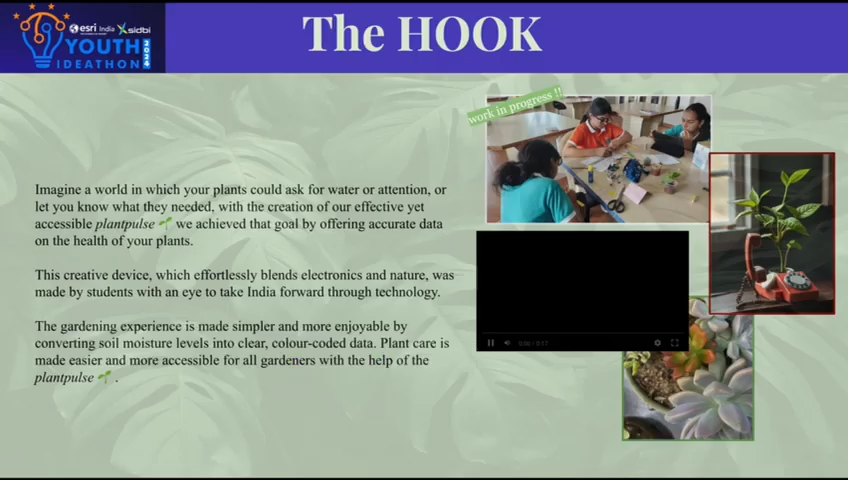 The HOOK
esri India
sidbi
YOUTH
IDEATHON
2024
work in progress !!
Imagine a world in which your plants could ask for water or attention, or
let you know what they needed, with the creation of our effective yet
accessible plantpulse 🌱 we achieved that goal by offering accurate data
on the health of your plants.
This creative device, which effortlessly blends electronics and nature, was
made by students with an eye to take India forward through technology.
The gardening experience is made simpler and more enjoyable by
converting soil moisture levels into clear, colour-coded data. Plant care is
made easier and more accessible for all gardeners with the help of the
plantpulse 🌱 .
0:00 / 0:17